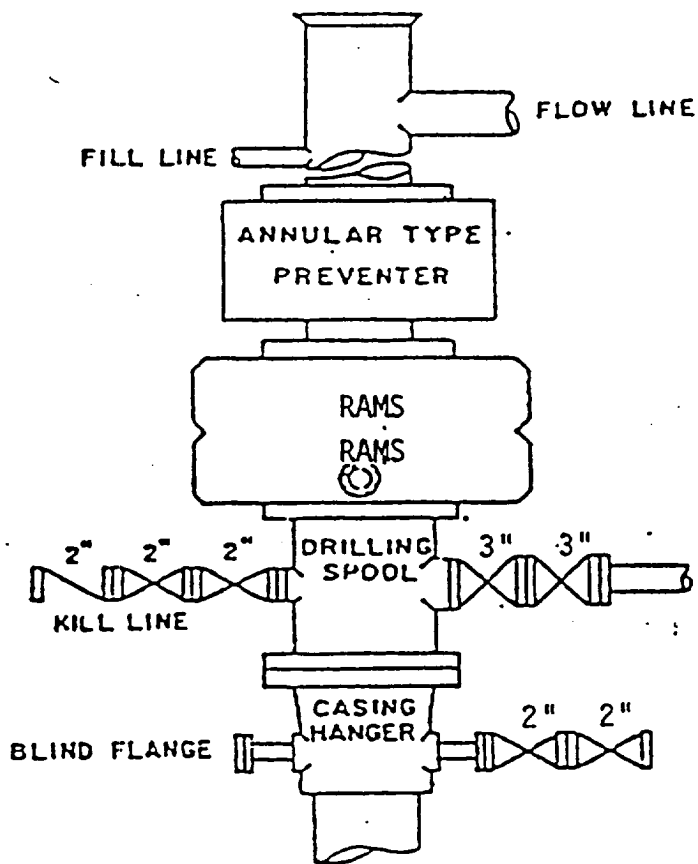 FLOW LINE
FILL LINE
ANNULAR TYPE
PREVENTER
RAMS
RAMS
2" 2" 2"
DRILLING
SPOOL
3" 3"
KILL LINE
CASING
HANGER
2" 2"
BLIND FLANGE